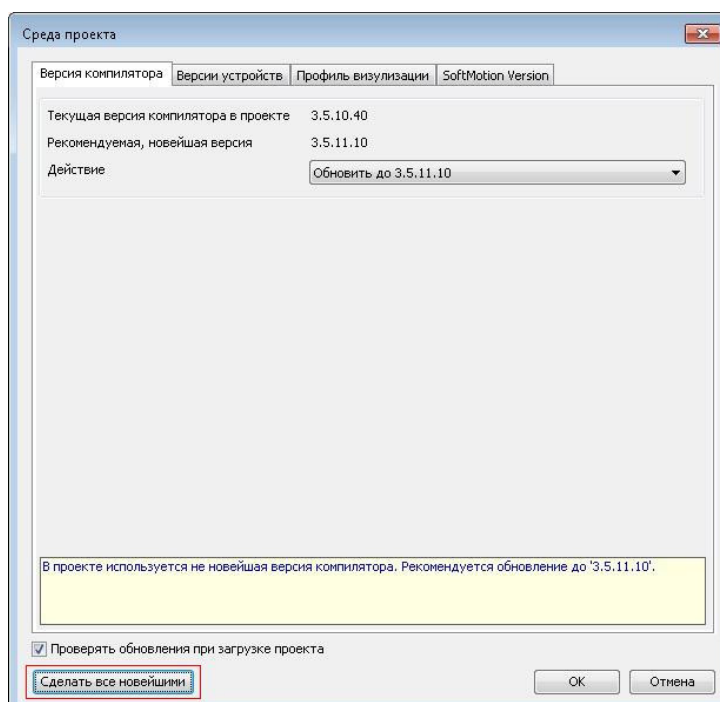 Среда проекта
Версия компилятора Версии устройств Профиль визулизации SoftMotion Version
Текущая версия компилятора в проекте 3.5.10.40
Рекомендуемая, новейшая версия 3.5.11.10
Действие Обновить до 3.5.11.10
В проекте используется не новейшая версия компилятора. Рекомендуется обновление до '3.5.11.10'.
Проверять обновления при загрузке проекта
Сделать все новейшими OK Отмена